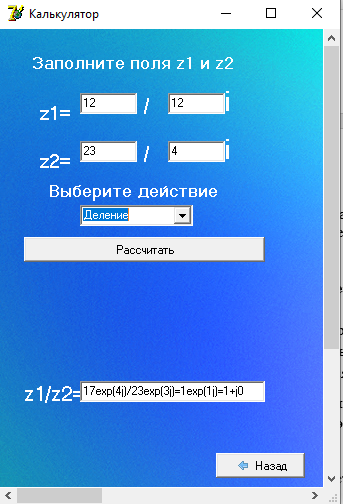 Калькулятор
Заполните поля z1 и z2
z1= 12 / 12 i
z2= 23 / 4 i
Выберите действие
Деление
Рассчитать
z1/z2= 17exp(4j)/23exp(3j)=1exp(1j)=1+j0
Назад